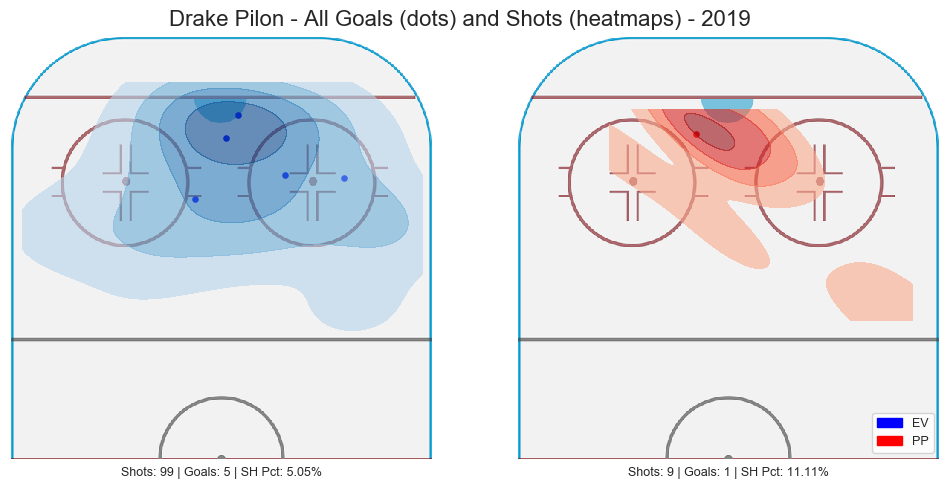 Drake Pilon - All Goals (dots) and Shots (heatmaps) - 2019
EV
PP
Shots: 99 | Goals: 5 | SH Pct: 5.05%
Shots: 9 | Goals: 1 | SH Pct: 11.11%